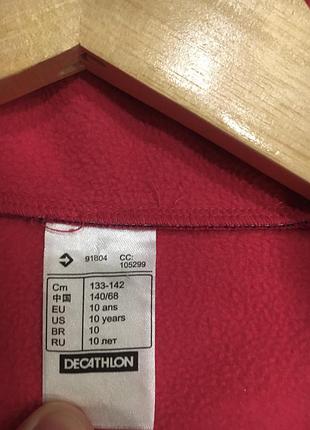 91804 CC:
105299
Cm 133-142
中国 140/68
EU 10 ans
US 10 years
BR 10
RU 10 лет
DECATHLON